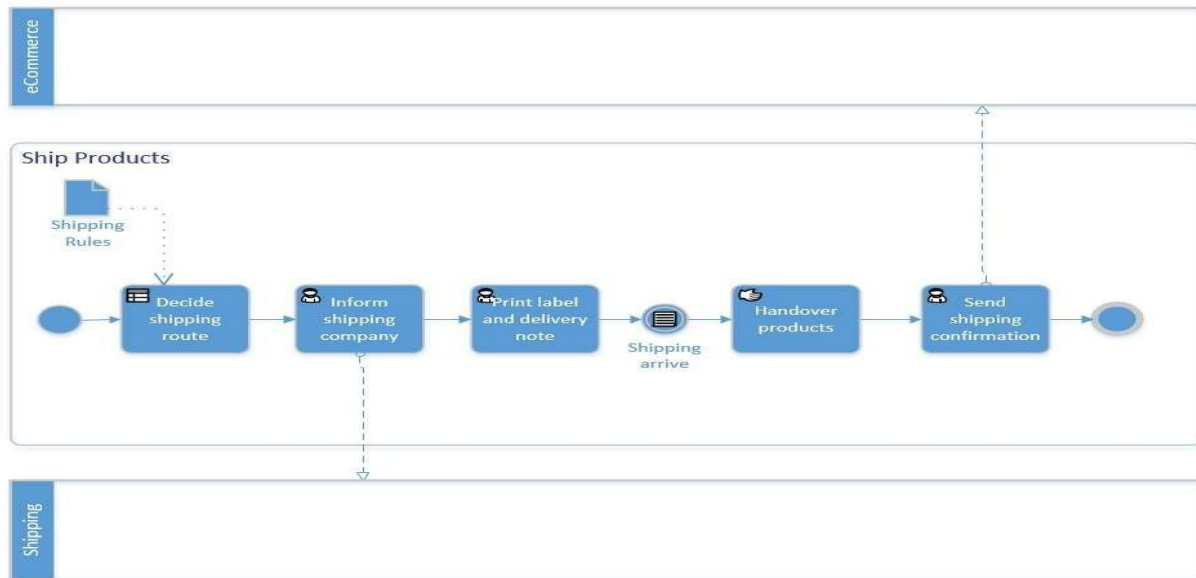 eCommerce
Ship Products
Shipping
Rules
Decide
shipping
route
Inform
shipping
company
Print label
and delivery
note
Shipping
arrive
Handover
products
Send
shipping
confirmation
Shipping